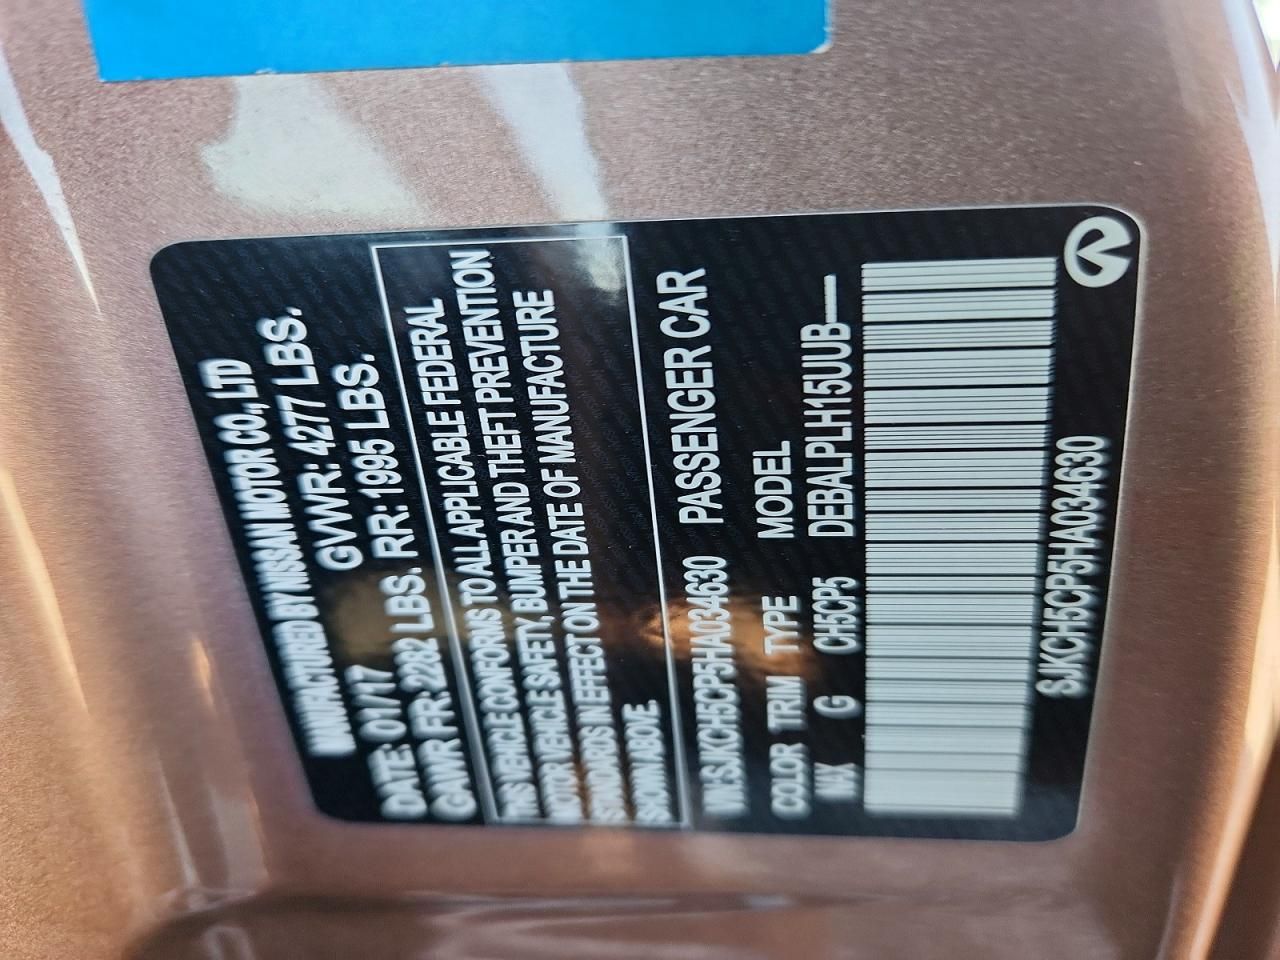 MANUFACTURED BY NISSAN MOTOR CO., LTD
DATE: 01/17 GVWR: 4277 LBS.
GAWR FR: 2282 LBS. RR: 1995 LBS.
THIS VEHICLE CONFORMS TO ALL APPLICABLE FEDERAL
MOTOR VEHICLE SAFETY, BUMPER AND THEFT PREVENTION
STANDARDS IN EFFECT ON THE DATE OF MANUFACTURE
SHOWN ABOVE.
VIN: SJKCH5CP5HA034630 PASSENGER CAR
COLOR TRIM TYPE MODEL
G CH5CP5 DEBALPLH15UUB——
SJKCH5CP5HA034630